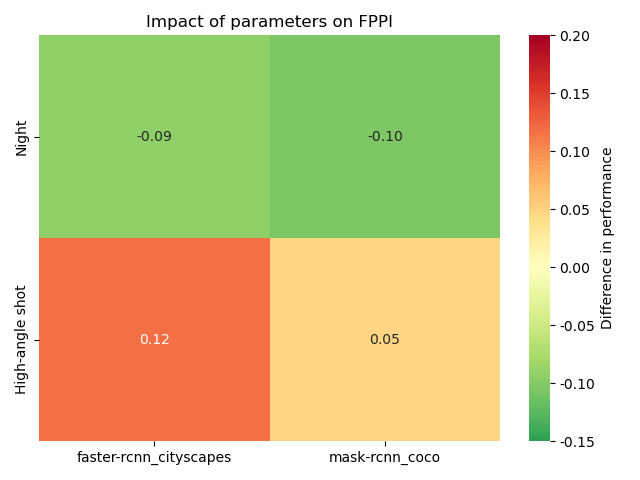 Impact of parameters on FPPI
Night
-0.09
-0.10
High-angle shot
0.12
0.05
faster-rcnn_cityscapes
mask-rcnn_coco
0.20
0.15
0.10
0.05
0.00
-0.05
-0.10
-0.15
Difference in performance